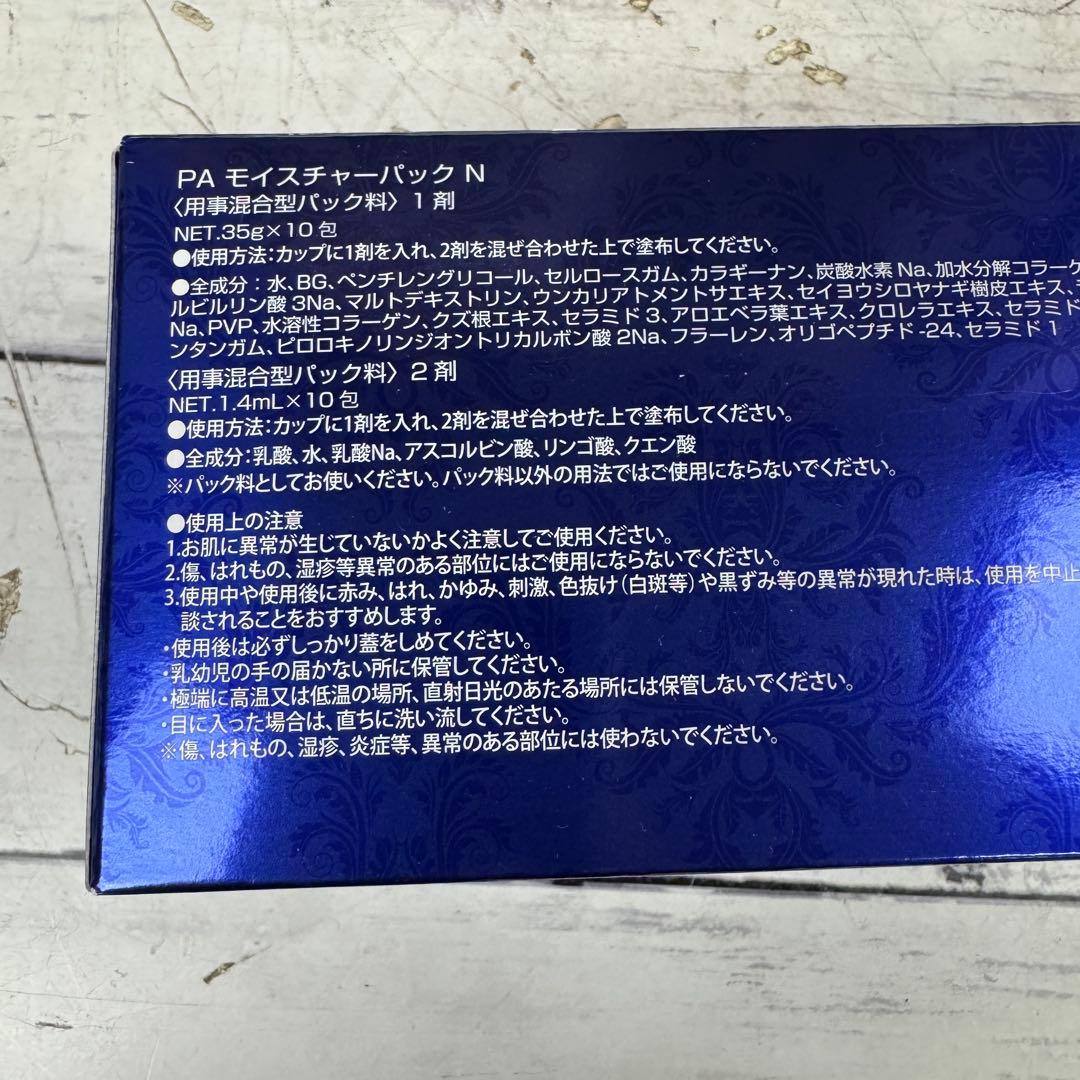 PA モイスチャーパック N
〈用事混合型パック料〉1剤
NET.35g×10包
●使用方法:カップに1剤を入れ、2剤を混ぜ合わせた上で塗布してください。
●全成分:水、BG、ペンチレングリコール、セルロースガム、カラギーナン、炭酸水素Na、加水分解コラーゲ
ルビルリン酸3Na、マルトデキストリン、ウンカリアトメントサエキス、セイヨウシロヤナギ樹皮エキス、
Na、PVP、水溶性コラーゲン、クズ根エキス、セラミド3、アロエベラ葉エキス、クロレラエキス、セラミド
ンタンガム、ピロロキノリンジオントリカルボン酸2Na、フラーレン、オリゴペプチド-24、セラミド1
〈用事混合型パック料〉2剤
NET.1.4mL×10包
●使用方法:カップに1剤を入れ、2剤を混ぜ合わせた上で塗布してください。
●全成分:乳酸、水、乳酸Na、アスコルビン酸、リンゴ酸、クエン酸
※パック料としてお使いください。パック料以外の用法ではご使用にならないでください。
●使用上の注意
1.お肌に異常が生じていないかよく注意してご使用ください。
2.傷、はれもの、湿疹等異常のある部位にはご使用にならないでください。
3.使用中や使用後に赤み、はれ、かゆみ、刺激、色抜け(白斑等)や黒ずみ等の異常が現れた時は、使用を中止
談されることをおすすめします。
・使用後は必ずしっかり蓋をしめてください。
・乳幼児の手の届かない所に保管してください。
・極端に高温又は低温の場所、直射日光のあたる場所には保管しないでください。
・目に入った場合は、直ちに洗い流してください。
※傷、はれもの、湿疹、炎症等、異常のある部位には使わないでください。